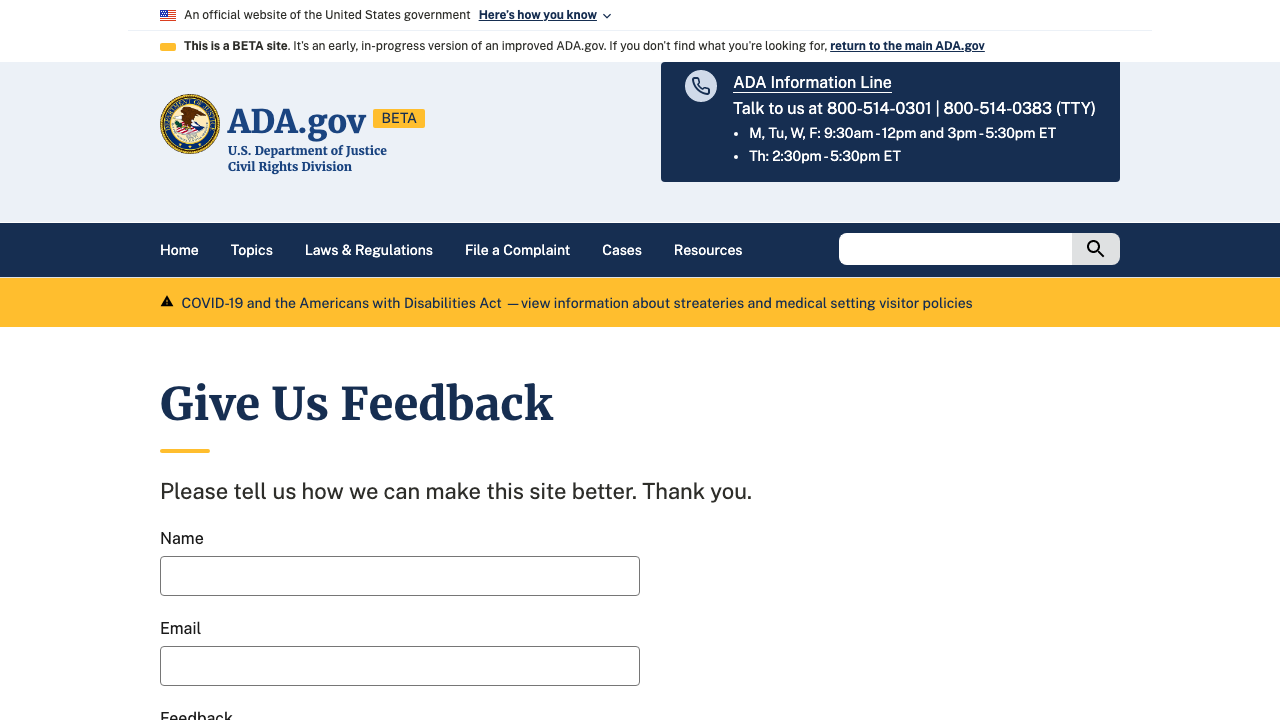 An official website of the United States government Here's how you know
This is a BETA site. It's an early, in-progress version of an improved ADA.gov. If you don't find what you're looking for, return to the main ADA.gov
ADA.gov BETA
U.S. Department of Justice
Civil Rights Division
ADA Information Line
Talk to us at 800-514-0301 | 800-514-0383 (TTY)
• M, Tu, W, F: 9:30am-12pm and 3pm-5:30pm ET
• Th: 2:30pm-5:30pm ET
Home Topics Laws & Regulations File a Complaint Cases Resources
COVID-19 and the Americans with Disabilities Act —view information about streateries and medical setting visitor policies
Give Us Feedback
Please tell us how we can make this site better. Thank you.
Name
Email
Feedback